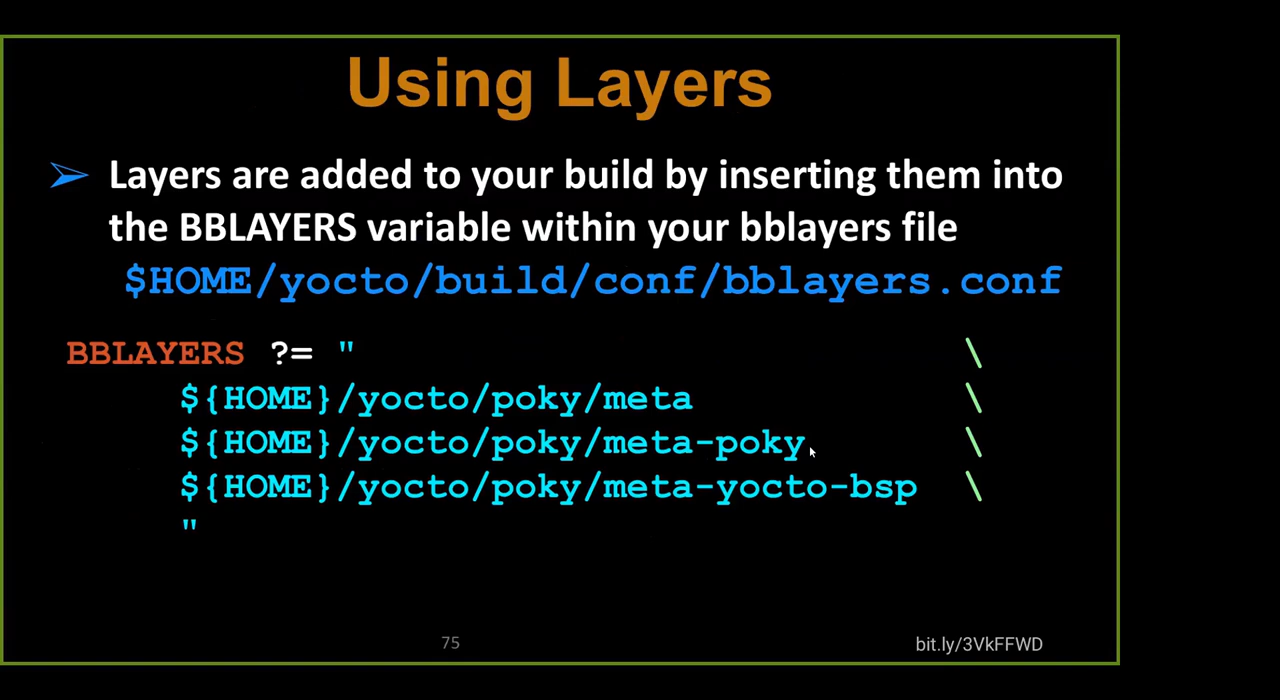 Using Layers
➢ Layers are added to your build by inserting them into
the BBLAYERS variable within your bblayers file
$HOME/yocto/build/conf/bblayers.conf
BBLAYERS ?= " \
${HOME}/yocto/poky/meta \
${HOME}/yocto/poky/meta-poky \
${HOME}/yocto/poky/meta-yocto-bsp \
"
75
bit.ly/3VkFFWD